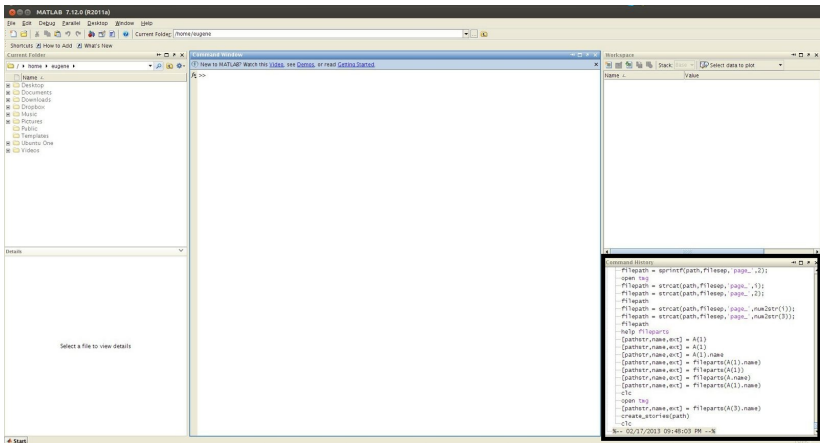 MATLAB 7.12.0 (R2011a)
File Edit Debug Parallel Desktop Window Help
Current Folder: /home/eugene
Shortcuts How to Add What's New
Current Folder
/ home eugene
Name
Desktop
Documents
Downloads
Dropbox
Music
Pictures
Public
Templates
Ubuntu One
Videos
Details
Select a file to view details
Start
Command Window
New to MATLAB? Watch this Video, see Demos, or read Getting Started.
fx >>
Workspace
Stack: Select data to plot
Name Value
Command History
filepath = sprintf(path,filesep,'page_',2);
open twg
filepath = strcat(path,filesep,'page_',i);
filepath = strcat(path,filesep,'page_',2);
filepath
filepath = strcat(path,filesep,'page_',num2str(i));
filepath = strcat(path,filesep,'page_',num2str(3));
filepath
help fileparts
[pathstr,name,ext] = A{1}
[pathstr,name,ext] = A(1)
[pathstr,name,ext] = A(1).name
[pathstr,name,ext] = fileparts(A(1).name)
[pathstr,name,ext] = fileparts(A{1})
[pathstr,name,ext] = fileparts(A.name)
[pathstr,name,ext] = fileparts(A(1).name)
clc
open twg
[pathstr,name,ext] = fileparts(A(3).name)
create_stories(path)
clc
%-- 02/17/2013 09:48:03 PM --%